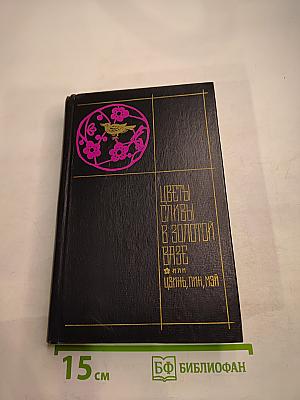 ЦВЕТЫ
СЛИВЫ
В ЗОЛОТОЙ
ВАЗЕ
ИЛИ
ЦЗИНЬ, ПИН, МЭЙ
15 см
БФ БИБЛИОФАН